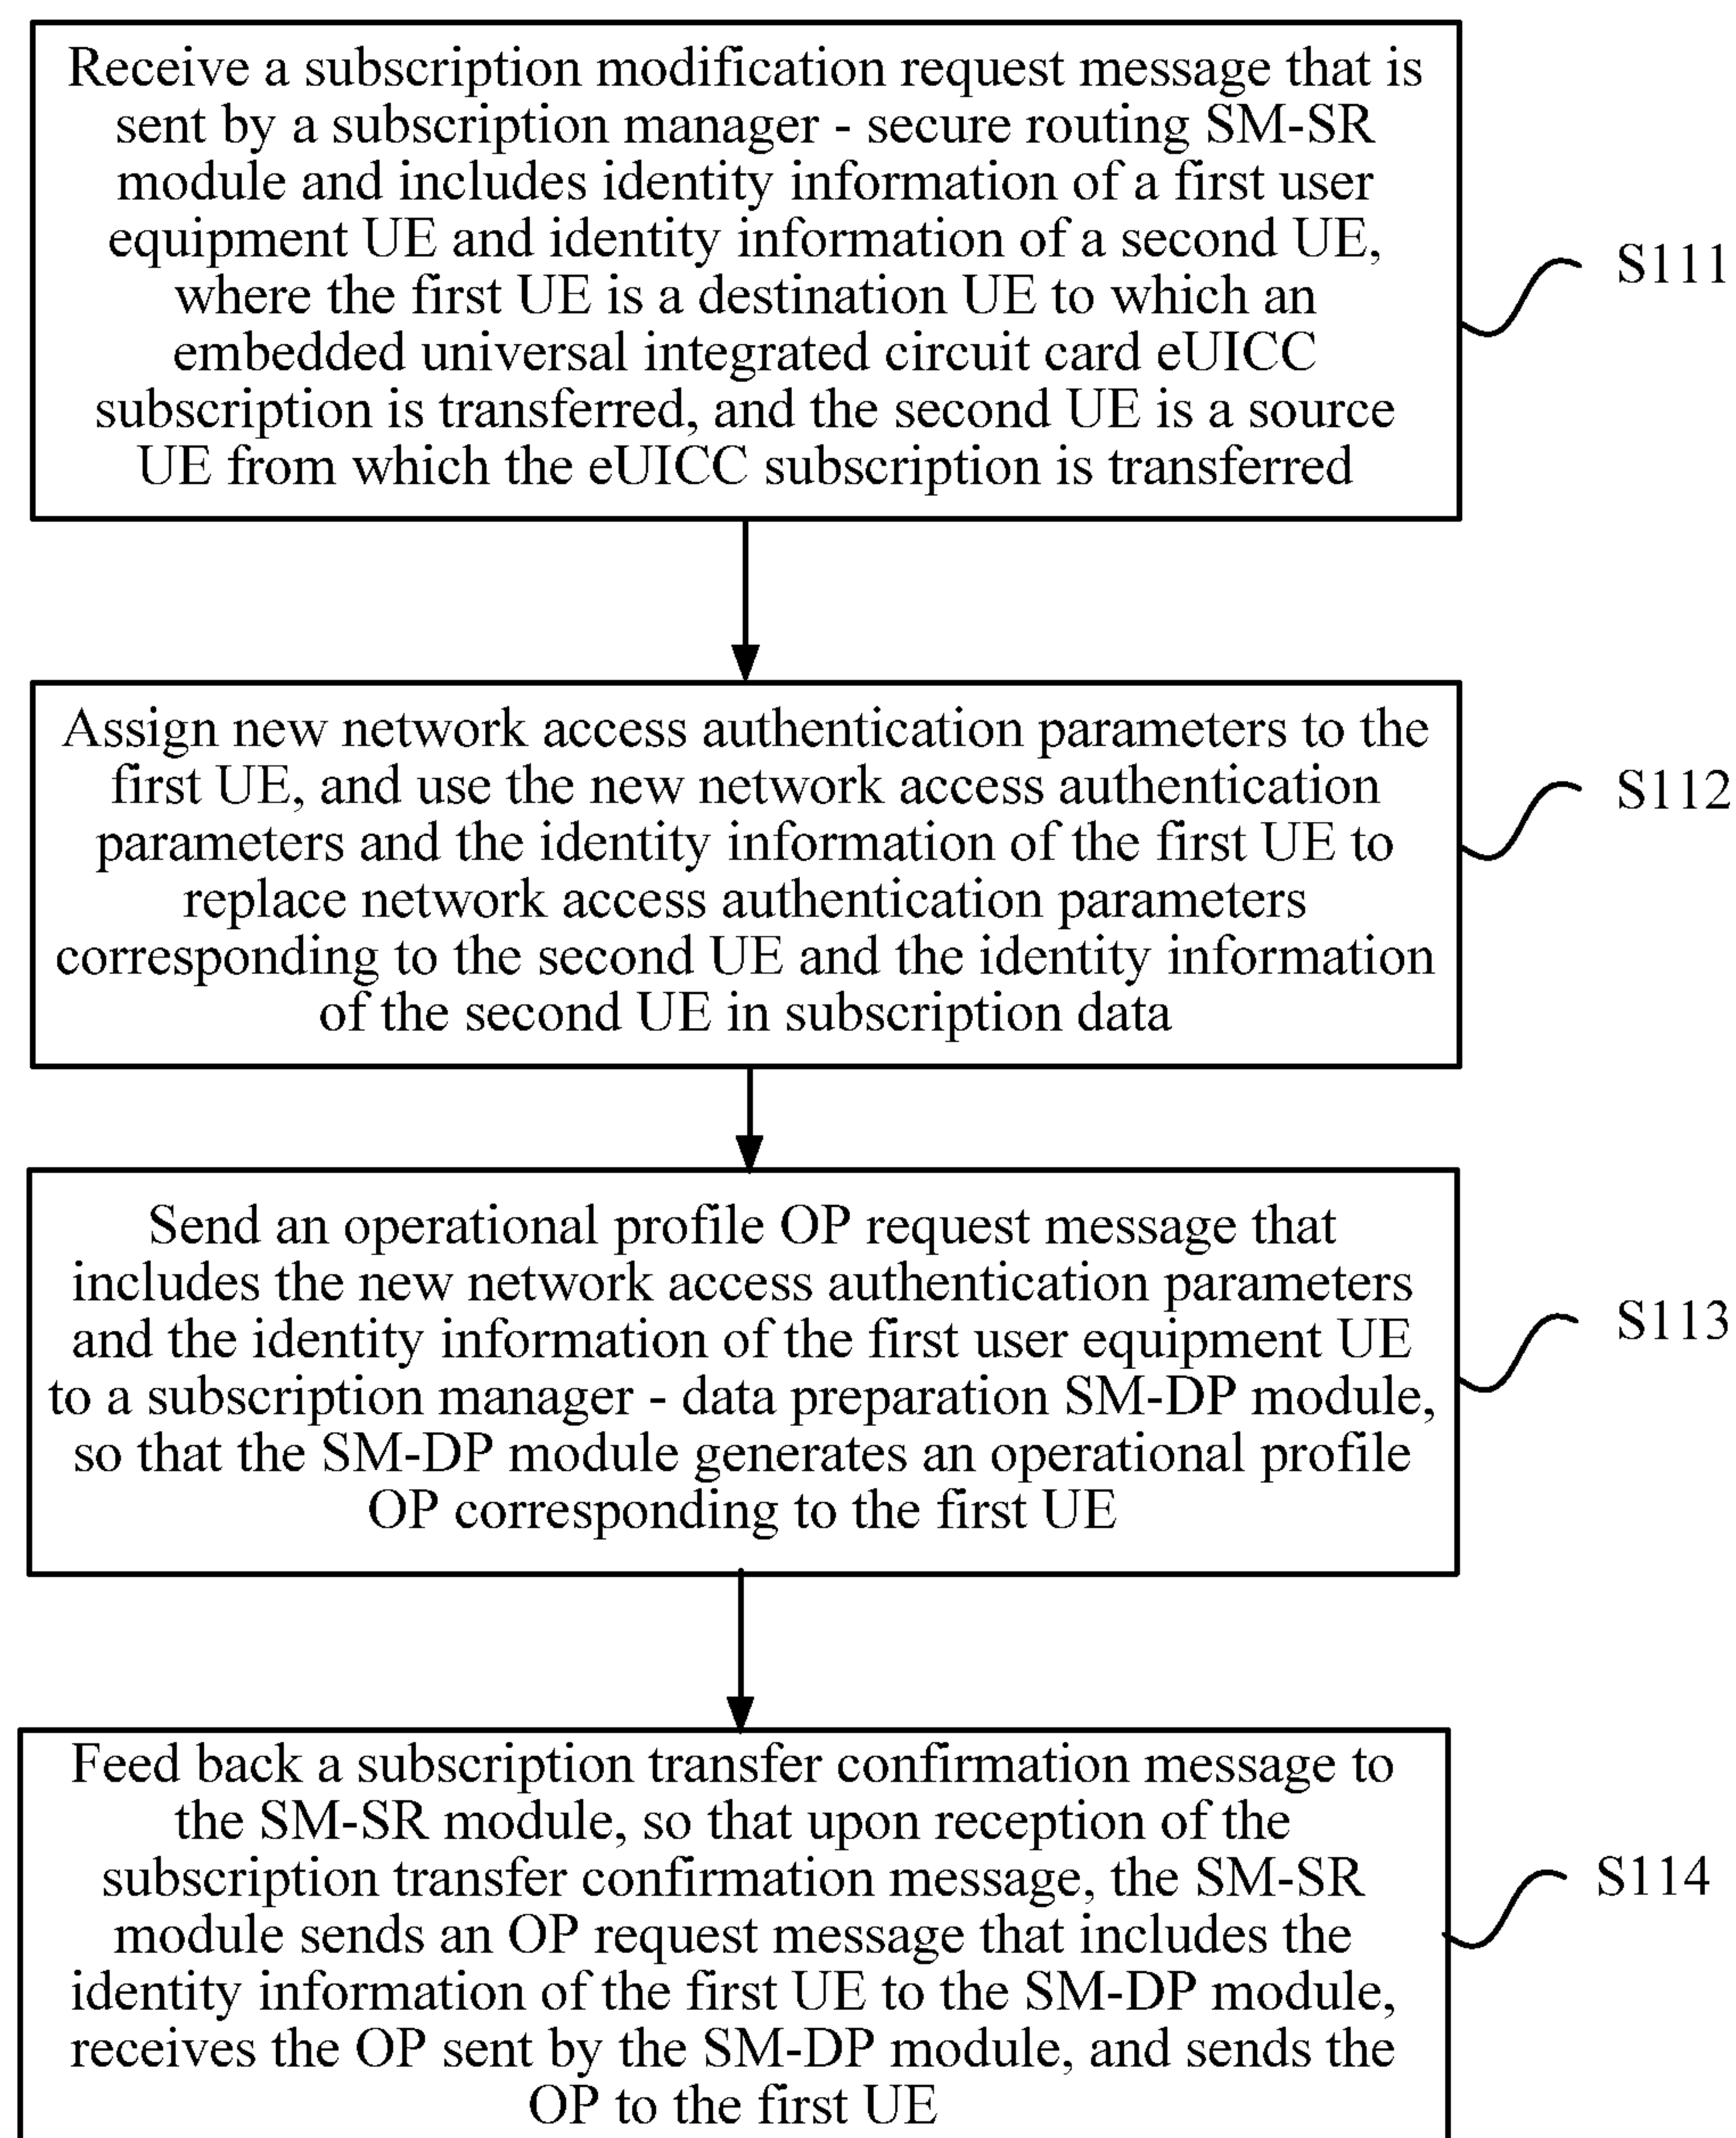 Receive a subscription modification request message that is
sent by a subscription manager - secure routing SM-SR
module and includes identity information of a first user
equipment UE and identity information of a second UE,
where the first UE is a destination UE to which an
embedded universal integrated circuit card eUICC
subscription is transferred, and the second UE is a source
UE from which the eUICC subscription is transferred
S111
Assign new network access authentication parameters to the
first UE, and use the new network access authentication
parameters and the identity information of the first UE to
replace network access authentication parameters
corresponding to the second UE and the identity information
of the second UE in subscription data
S112
Send an operational profile OP request message that
includes the new network access authentication parameters
and the identity information of the first user equipment UE
to a subscription manager - data preparation SM-DP module,
so that the SM-DP module generates an operational profile
OP corresponding to the first UE
S113
Feed back a subscription transfer confirmation message to
the SM-SR module, so that upon reception of the
subscription transfer confirmation message, the SM-SR
module sends an OP request message that includes the
identity information of the first UE to the SM-DP module,
receives the OP sent by the SM-DP module, and sends the
OP to the first UE
S114